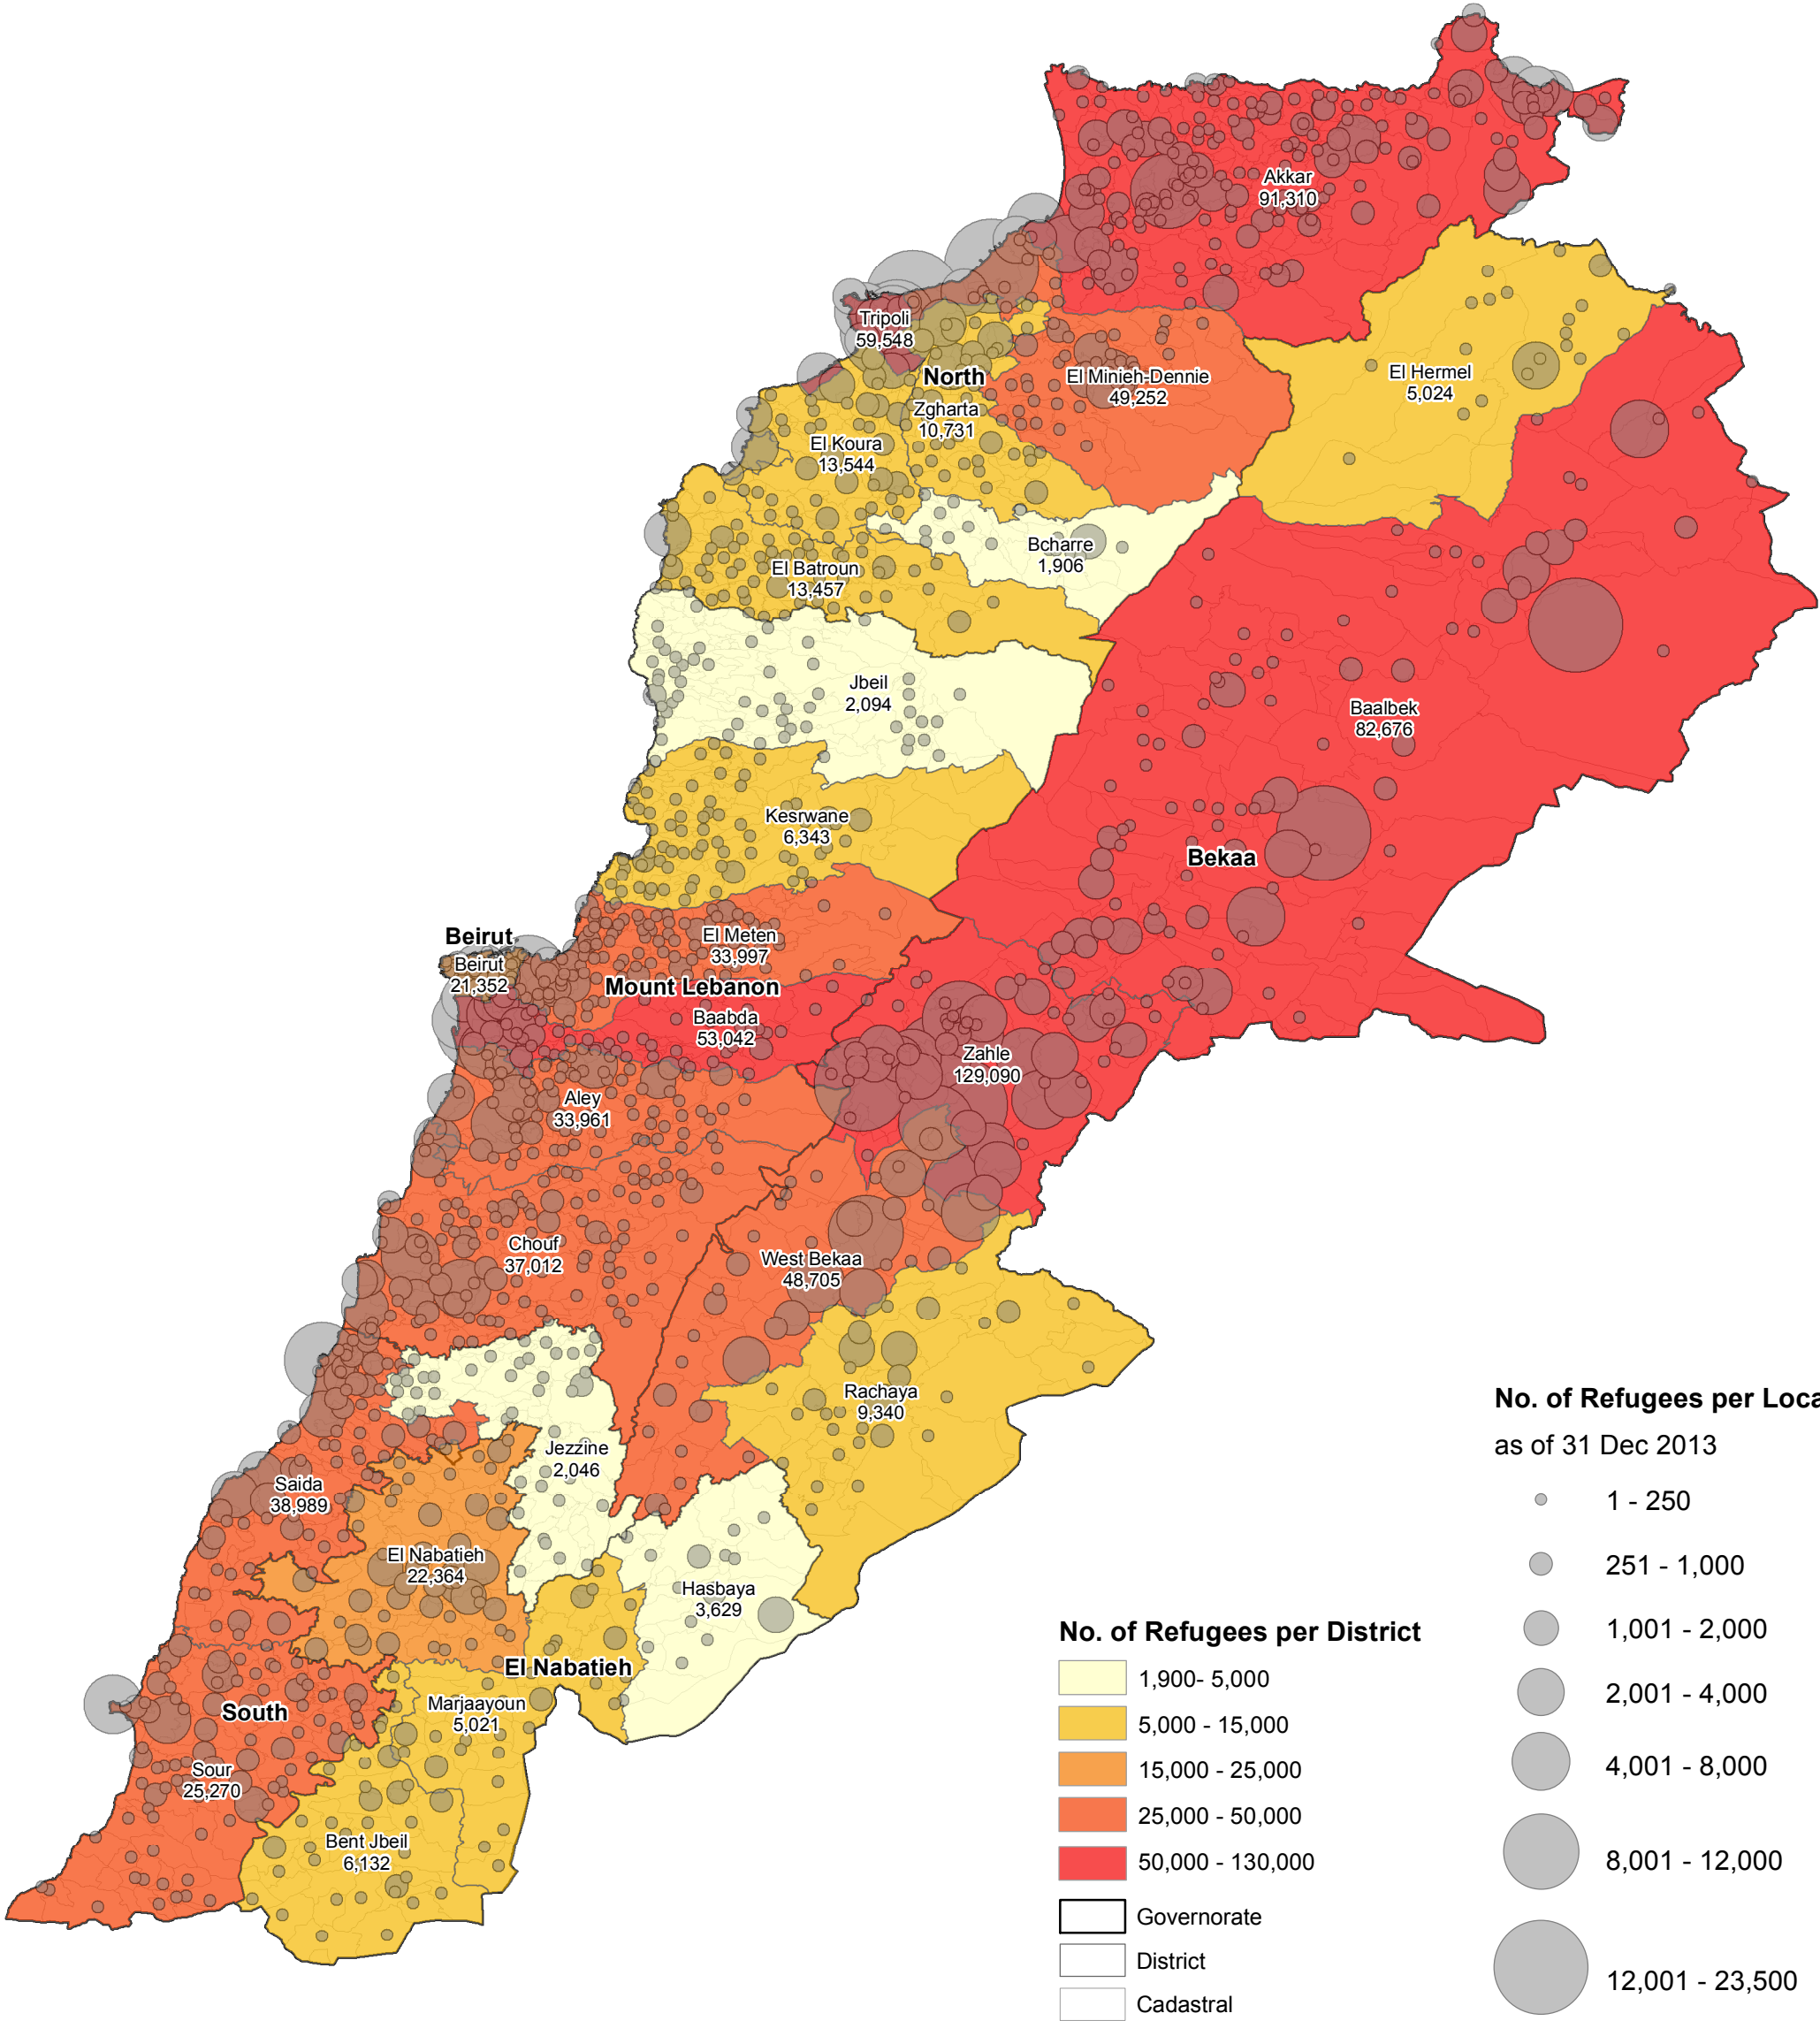 Akkar
91,310
Tripoli
59,548
North
El Minieh-Dennie
49,252
El Hermel
5,024
Zgharta
10,731
El Koura
13,544
Bcharre
1,906
El Batroun
13,457
Jbeil
2,094
Baalbek
82,676
Kesrwane
6,343
Bekaa
Beirut
Beirut
21,352
El Meten
33,997
Mount Lebanon
Baabda
53,042
Zahle
129,090
Aley
33,961
Chouf
37,012
West Bekaa
48,705
Rachaya
9,340
Jezzine
2,046
Saida
38,989
El Nabatieh
22,364
Hasbaya
3,629
El Nabatieh
Marjaayoun
5,021
South
Sour
25,270
Bent Jbeil
6,132
No. of Refugees per District
1,900- 5,000
5,000 - 15,000
15,000 - 25,000
25,000 - 50,000
50,000 - 130,000
Governorate
District
Cadastral
No. of Refugees per Loca
as of 31 Dec 2013
1 - 250
251 - 1,000
1,001 - 2,000
2,001 - 4,000
4,001 - 8,000
8,001 - 12,000
12,001 - 23,500